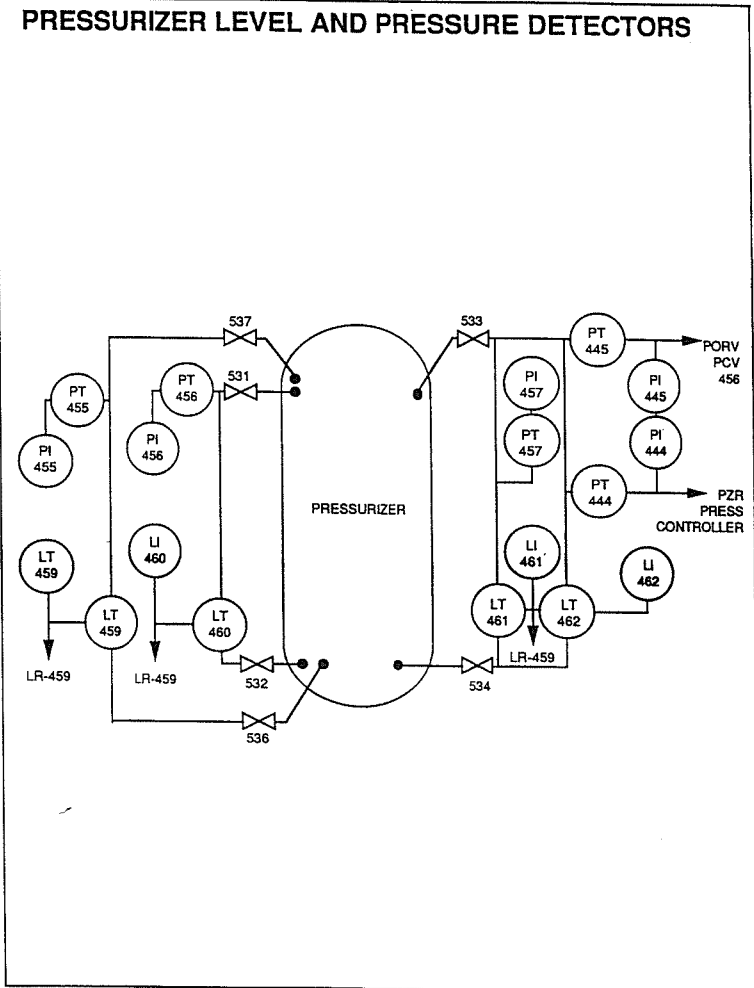 PRESSURIZER LEVEL AND PRESSURE DETECTORS
537
533
PT
445
PORV
PCV
456
PT
456
531
PI
457
PI
445
PT
455
PT
457
PI
444
PI
455
PI
456
PT
444
PZR
PRESS
CONTROLLER
PRESSURIZER
LI
460
LI
461
LT
459
LI
462
LT
459
LT
460
LT
461
LT
462
LR-459
LR-459
LR-459
532
534
536